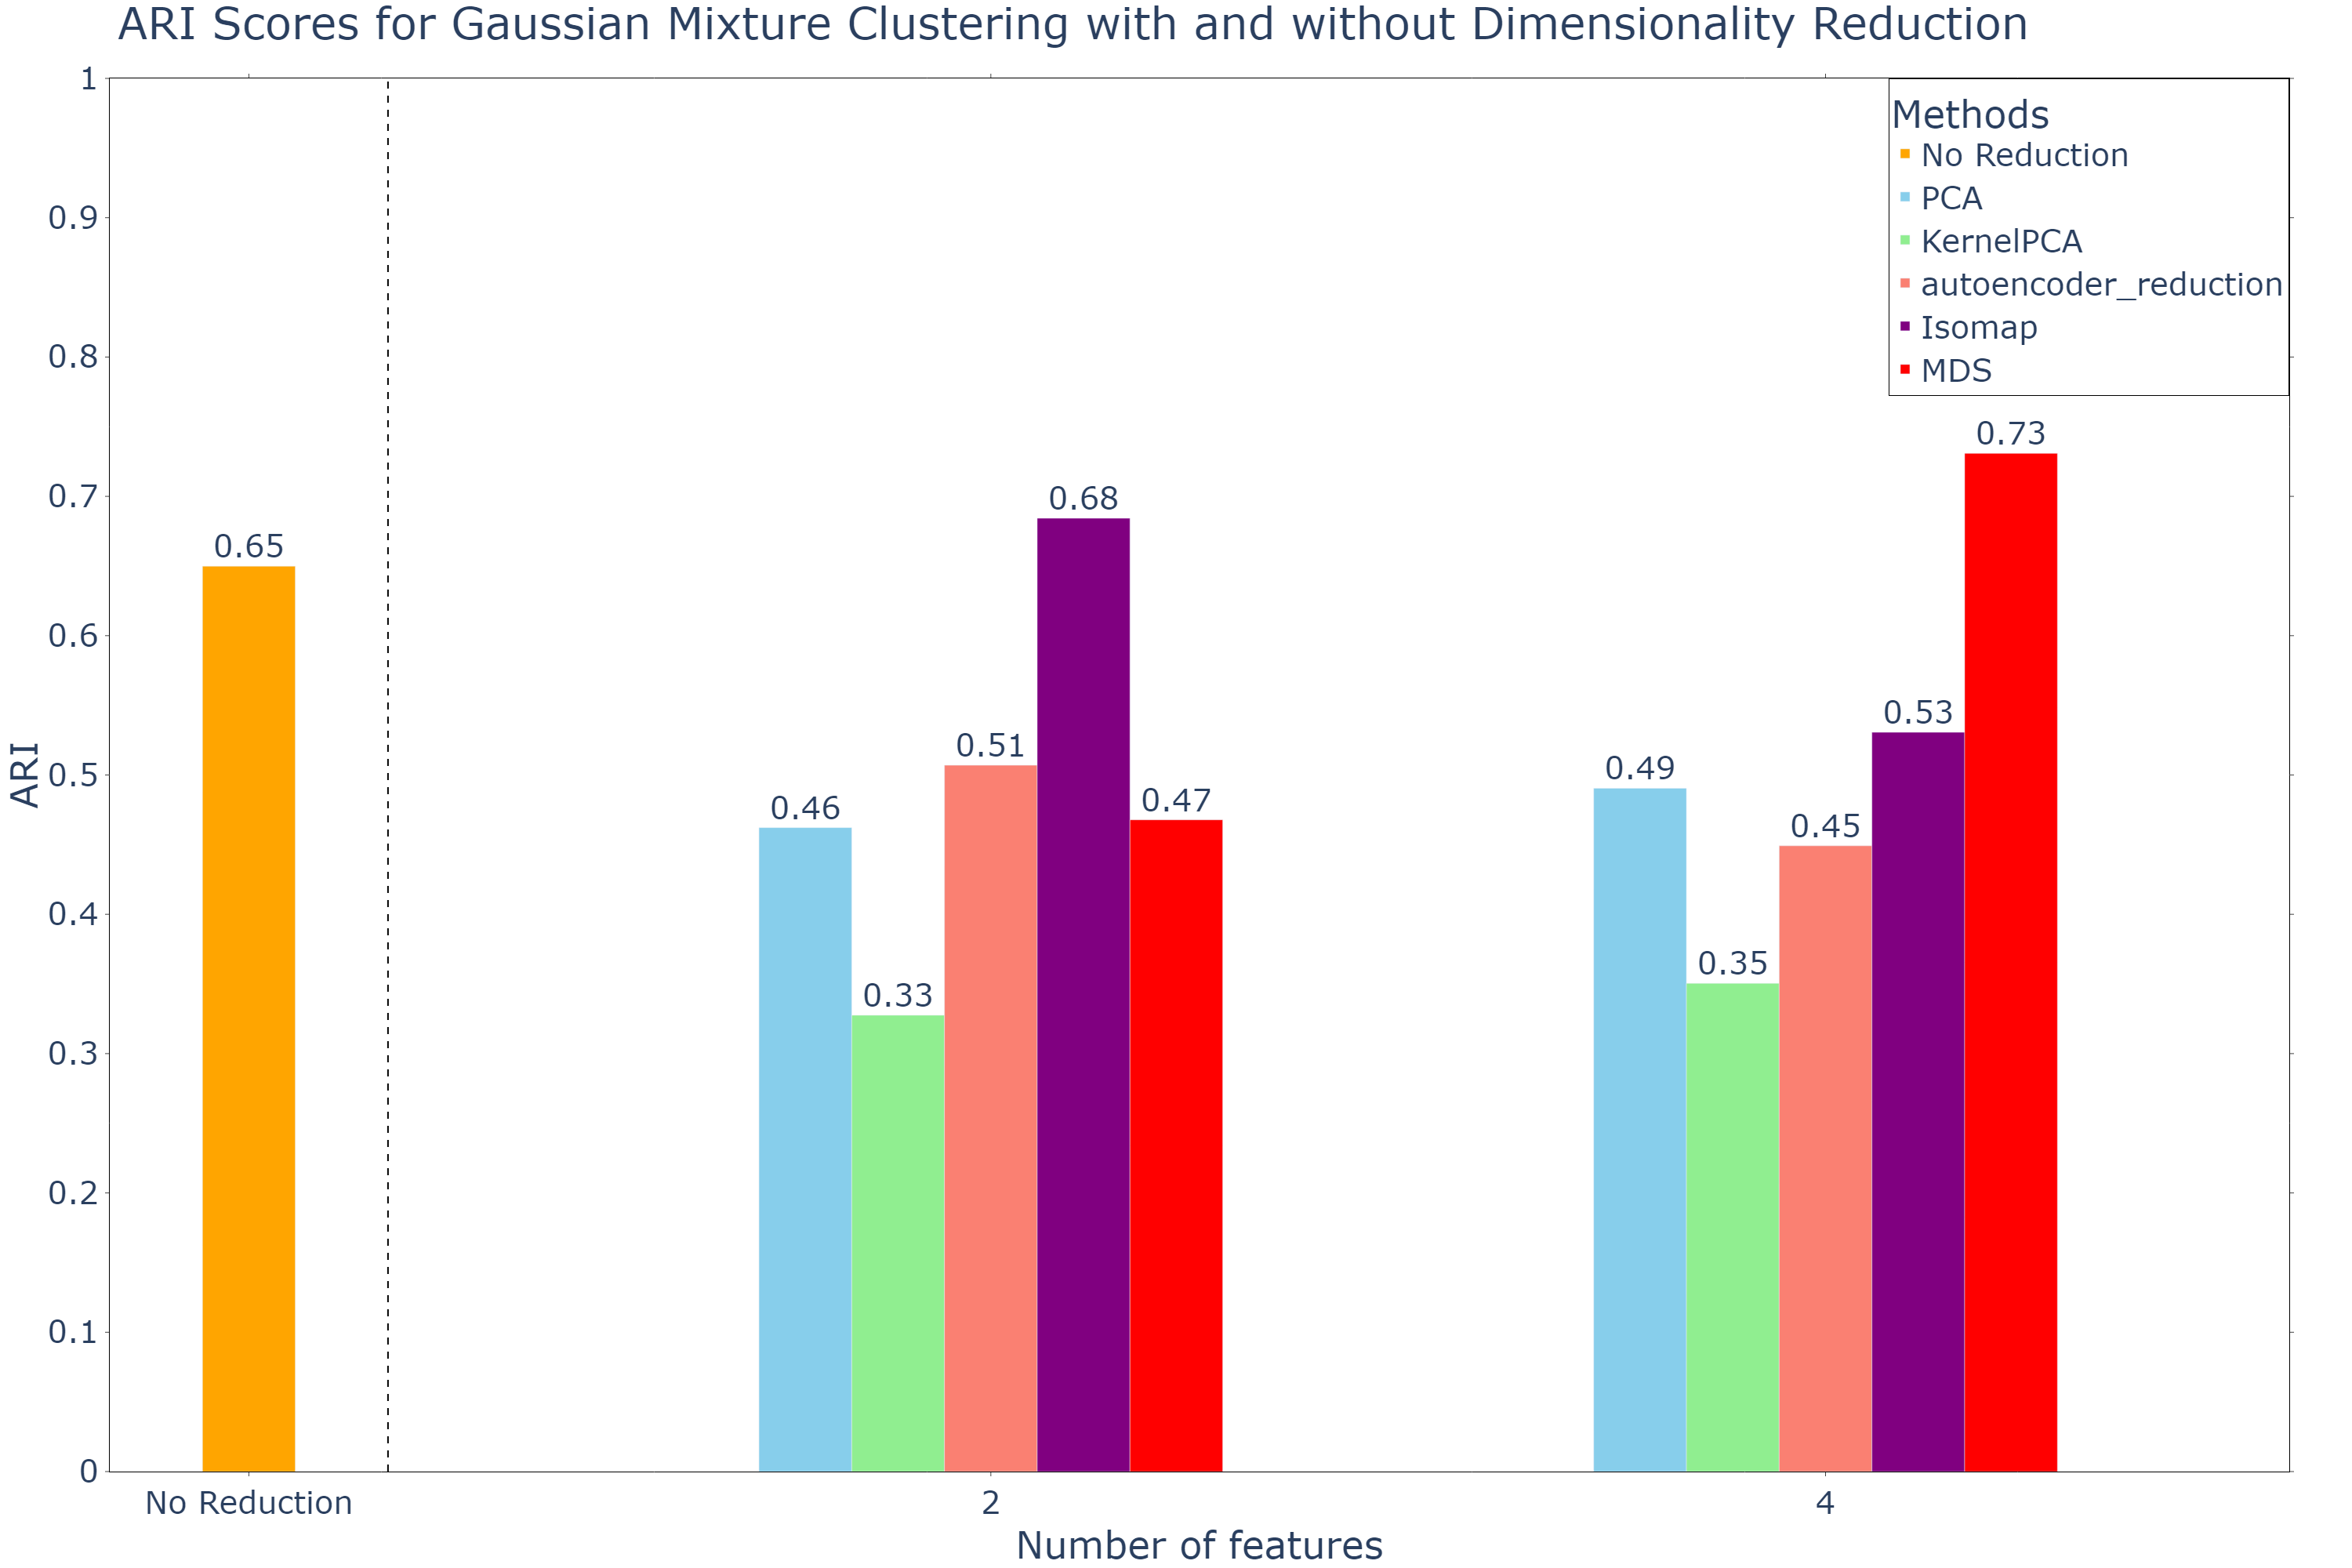 ARI Scores for Gaussian Mixture Clustering with and without Dimensionality Reduction
Methods
No Reduction
PCA
KernelPCA
autoencoder_reduction
Isomap
MDS
ARI
1
0.9
0.8
0.7
0.6
0.5
0.4
0.3
0.2
0.1
0
0.65
0.46
0.33
0.51
0.68
0.47
0.49
0.35
0.45
0.53
0.73
No Reduction
2
4
Number of features